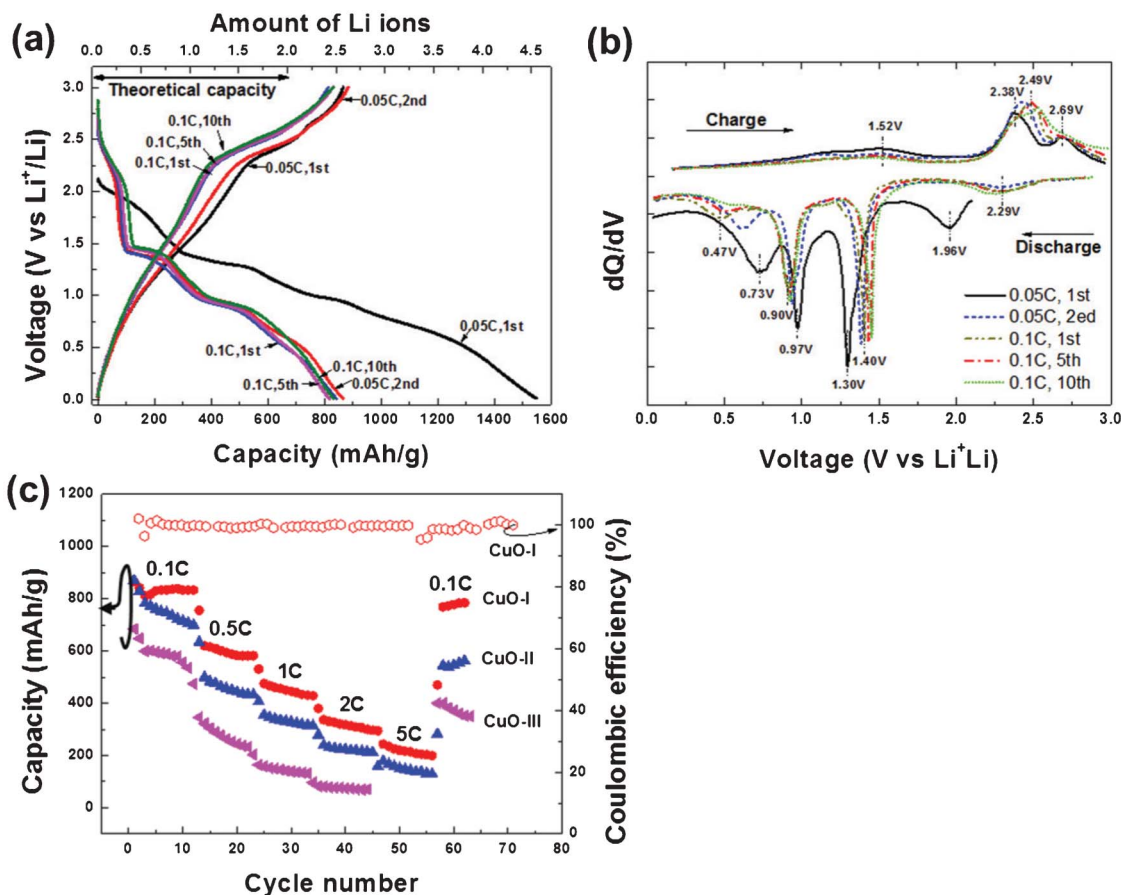 (a)
Amount of Li ions
0.0 0.5 1.0 1.5 2.0 2.5 3.0 3.5 4.0 4.5
Theoretical capacity
0.05C,2nd
0.1C,10th
0.1C,5th
0.1C,1st
0.05C,1st
0.05C,1st
0.1C,1st
0.1C,10th
0.1C,5th
0.05C,2nd
3.0
2.5
2.0
1.5
1.0
0.5
0.0
Voltage (V vs Li⁺/Li)
0 200 400 600 800 1000 1200 1400 1600
Capacity (mAh/g)
(b)
2.49V
2.38V
2.69V
Charge
1.52V
2.29V
Discharge
0.47V
1.96V
0.73V
0.90V
0.97V
1.40V
1.30V
0.05C, 1st
0.05C, 2ed
0.1C, 1st
0.1C, 5th
0.1C, 10th
dQ/dV
0.0 0.5 1.0 1.5 2.0 2.5 3.0
Voltage (V vs Li⁺Li)
(c)
1200
1000
800
600
400
200
0
Capacity (mAh/g)
CuO-I
0.1C
0.1C
CuO-I
0.5C
CuO-II
1C
2C
CuO-III
5C
100
80
60
40
20
0
Coulombic efficiency (%)
0 10 20 30 40 50 60 70 80
Cycle number